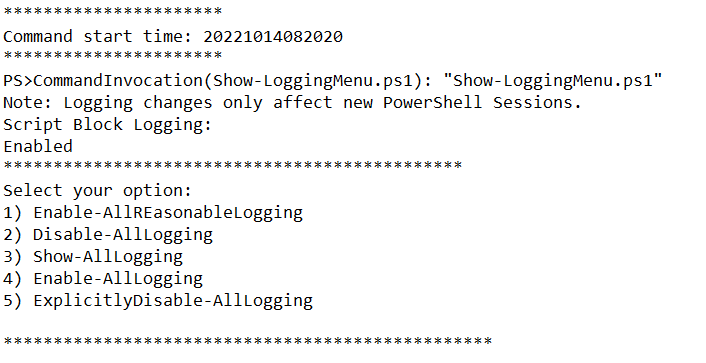 **********************
Command start time: 20221014082020
**********************
PS>CommandInvocation(Show-LoggingMenu.ps1): "Show-LoggingMenu.ps1"
Note: Logging changes only affect new PowerShell Sessions.
Script Block Logging:
Enabled
**********************************************
Select your option:
1) Enable-AllREasonableLogging
2) Disable-AllLogging
3) Show-AllLogging
4) Enable-AllLogging
5) ExplicitlyDisable-AllLogging
*************************************************